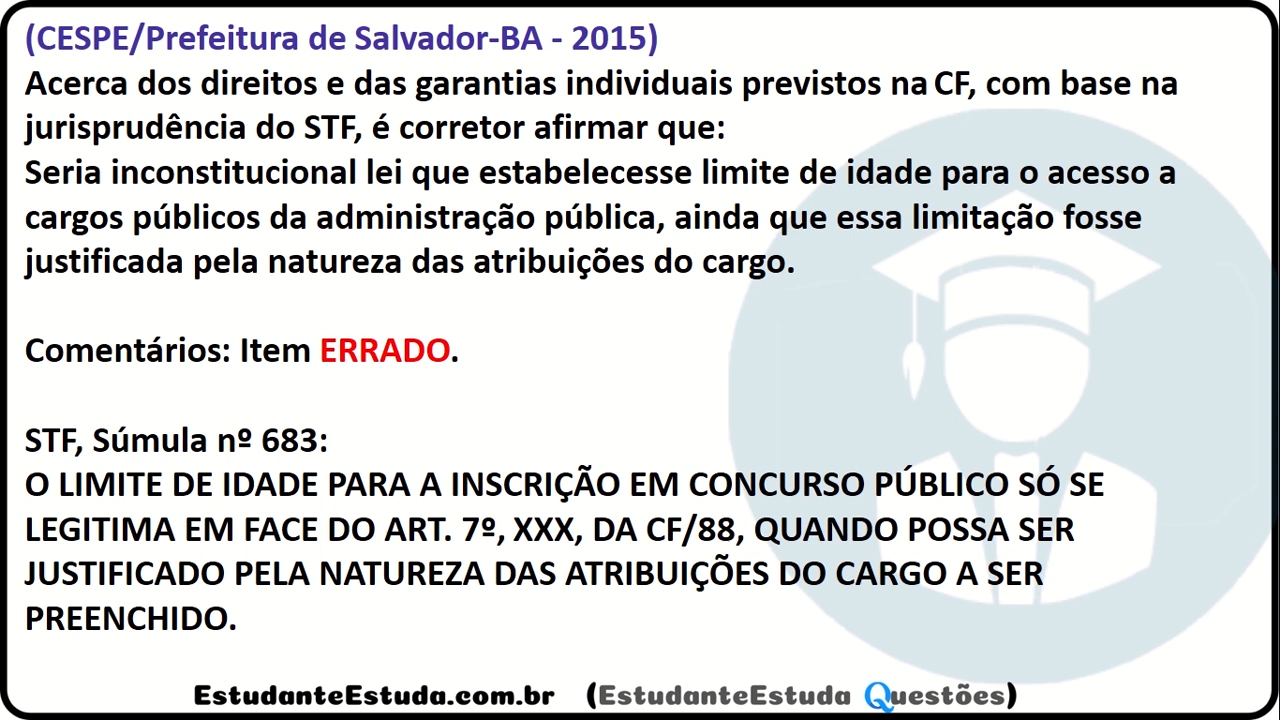 (CESPE/Prefeitura de Salvador-BA - 2015)
Acerca dos direitos e das garantias individuais previstos na CF, com base na
jurisprudência do STF, é corretor afirmar que:
Seria inconstitucional lei que estabelecesse limite de idade para o acesso a
cargos públicos da administração pública, ainda que essa limitação fosse
justificada pela natureza das atribuições do cargo.
Comentários: Item ERRADO.
STF, Súmula nº 683:
O LIMITE DE IDADE PARA A INSCRIÇÃO EM CONCURSO PÚBLICO SÓ SE
LEGITIMA EM FACE DO ART. 7º, XXX, DA CF/88, QUANDO POSSA SER
JUSTIFICADO PELA NATUREZA DAS ATRIBUIÇÕES DO CARGO A SER
PREENCHIDO.
EstudanteEstuda.com.br (EstudanteEstuda Questões)